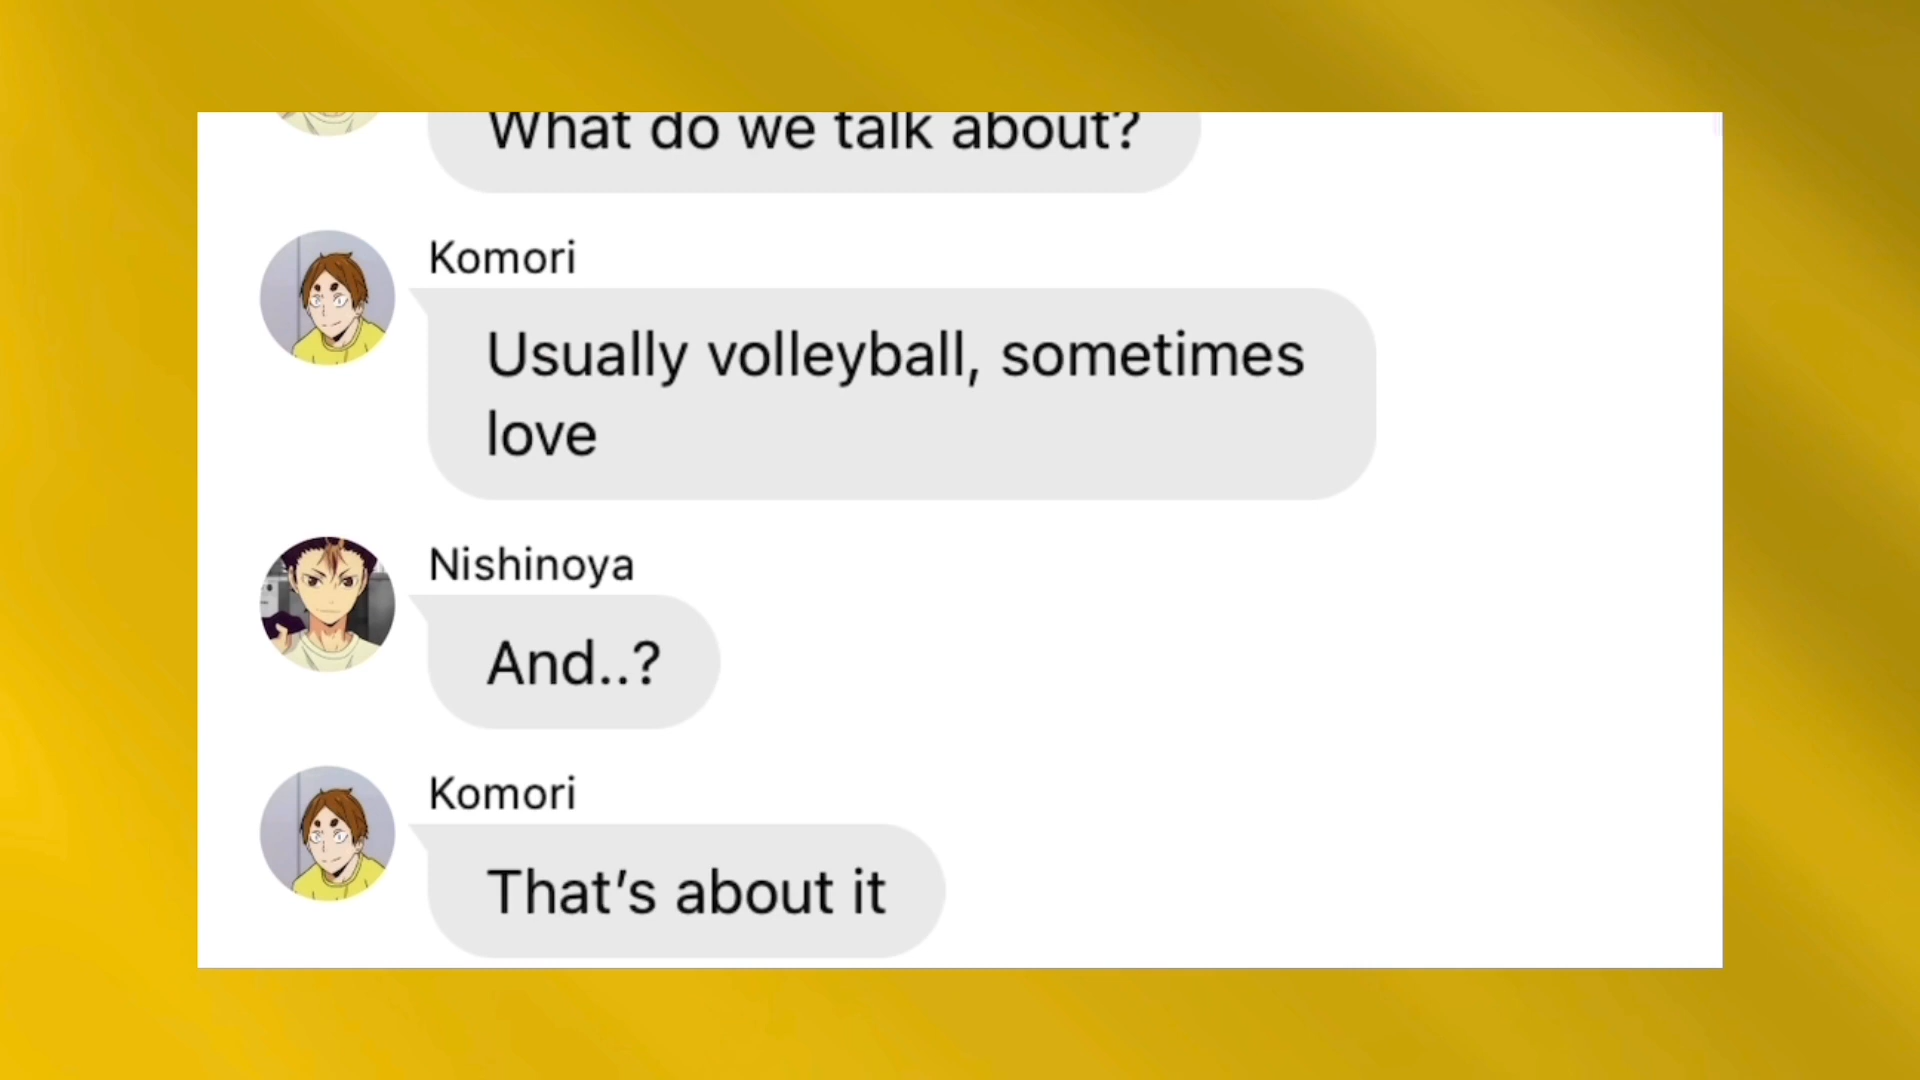 What do we talk about?
Komori
Usually volleyball, sometimes
love
Nishinoya
And..?
Komori
That's about it